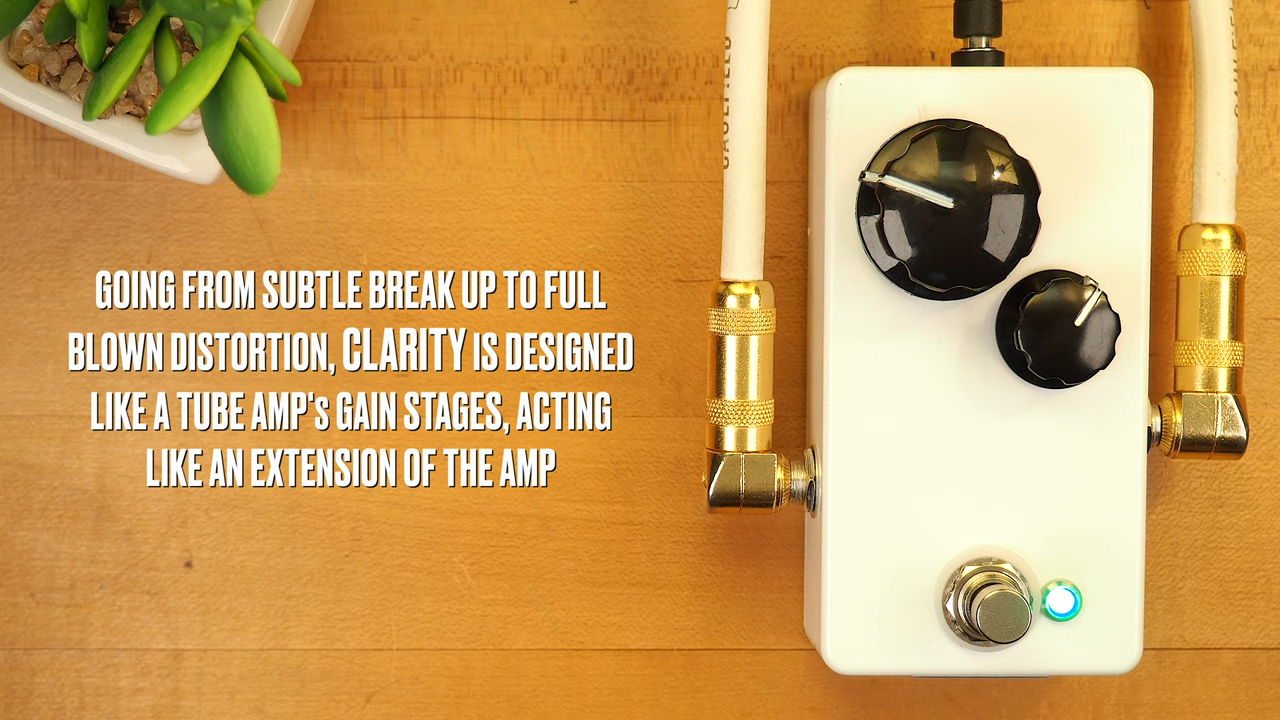 GOING FROM SUBTLE BREAK UP TO FULL
BLOWN DISTORTION, CLARITY IS DESIGNED
LIKE A TUBE AMP's GAIN STAGES, ACTING
LIKE AN EXTENSION OF THE AMP